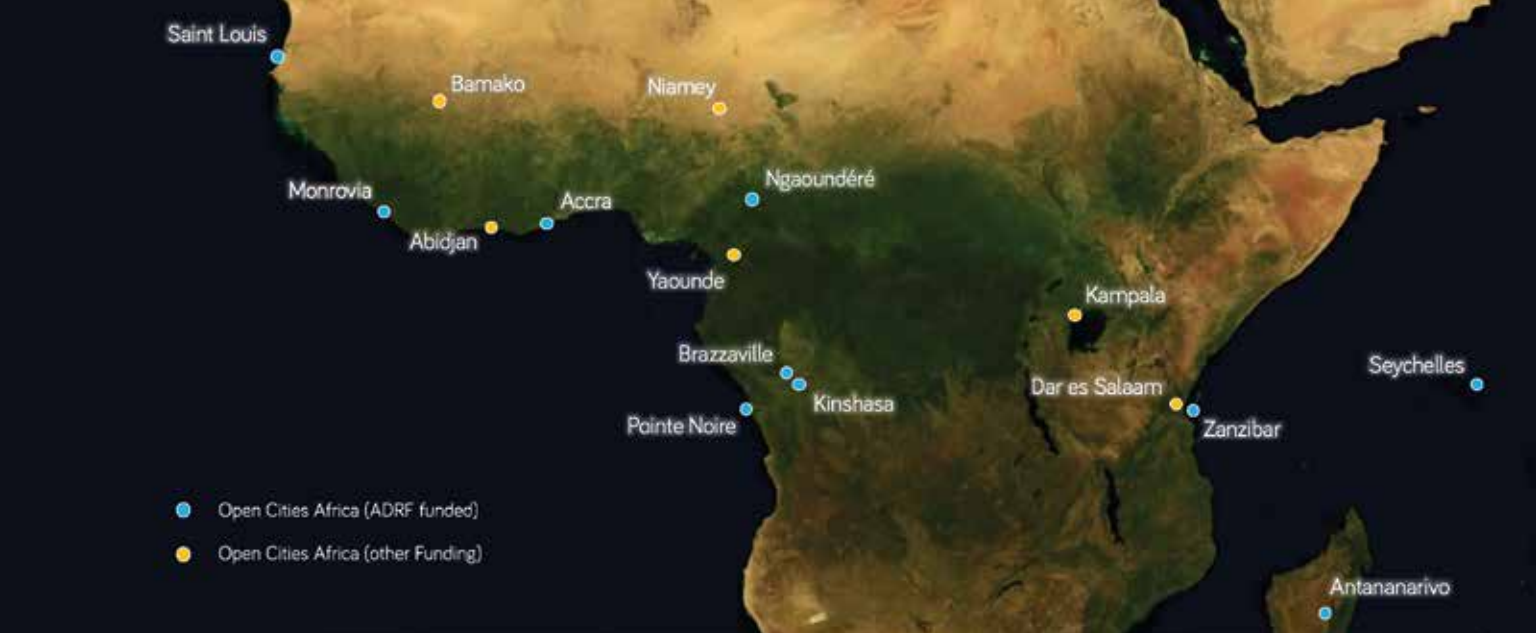 Saint Louis
Bamako
Niamey
Ngaoundéré
Monrovia
Accra
Abidjan
Yaounde
Kampala
Brazzaville
Seychelles
Dar es Salaam
Kinshasa
Pointe Noire
Zanzibar
Open Cities Africa (ADRF funded)
Open Cities Africa (other Funding)
Antananarivo